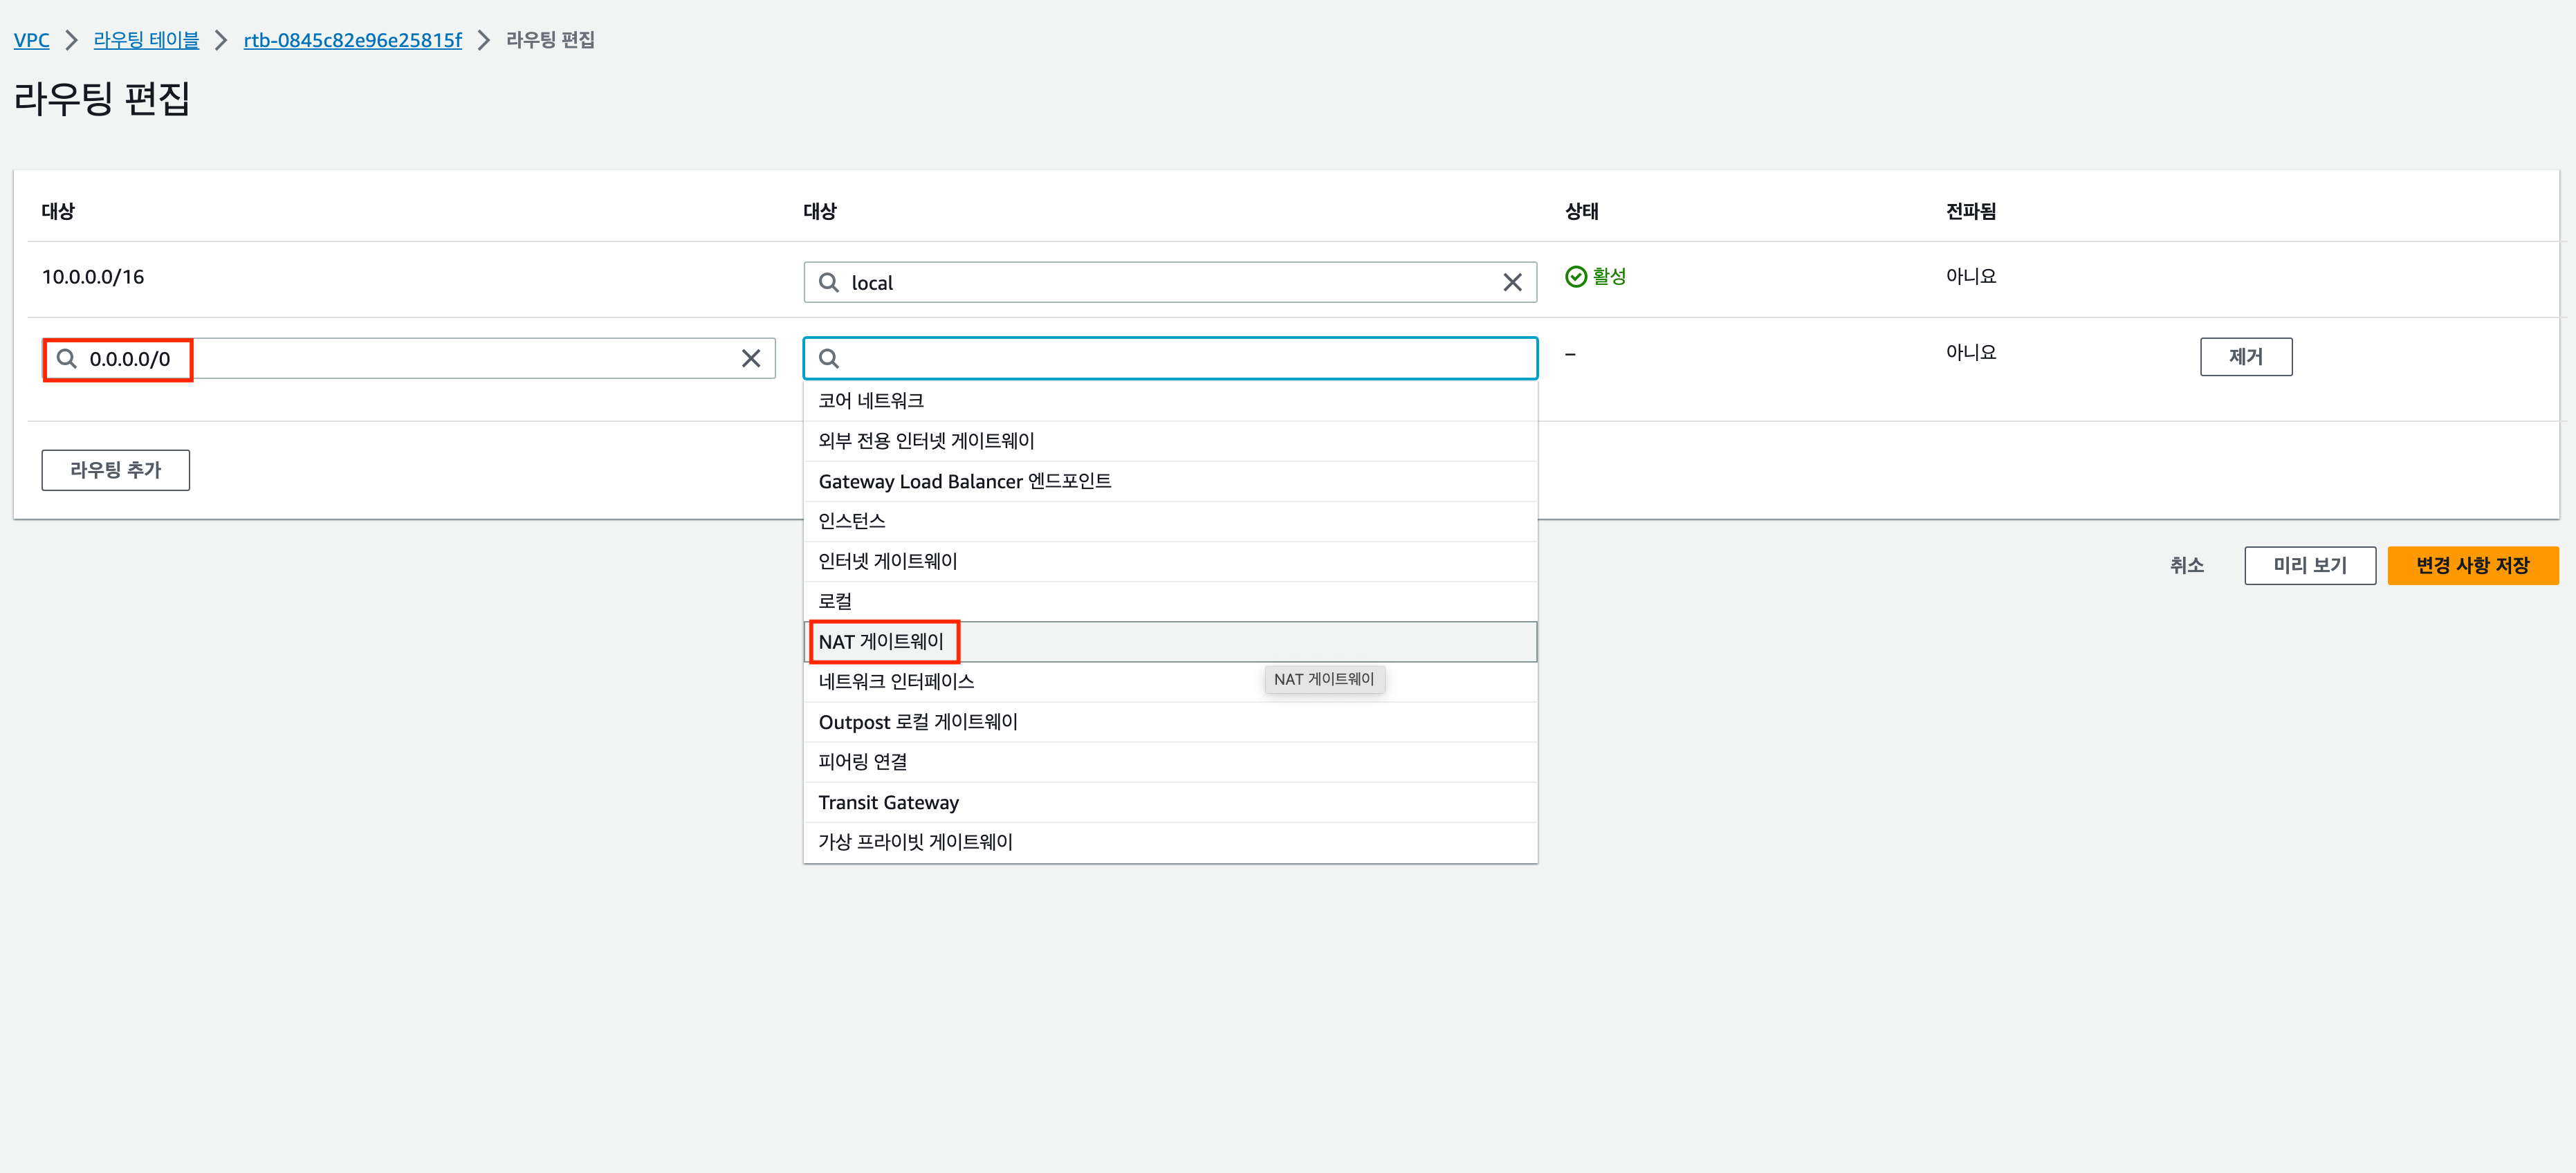 VPC > 라우팅 테이블 > rtb-0845c82e96e25815f > 라우팅 편집
라우팅 편집
대상 대상 상태 전파됨
10.0.0.0/16 local 활성 아니요
0.0.0.0/0 – 아니요 제거
코어 네트워크
외부 전용 인터넷 게이트웨이
라우팅 추가
Gateway Load Balancer 엔드포인트
인스턴스
인터넷 게이트웨이
취소 미리 보기 변경 사항 저장
로컬
NAT 게이트웨이
NAT 게이트웨이
네트워크 인터페이스
Outpost 로컬 게이트웨이
피어링 연결
Transit Gateway
가상 프라이빗 게이트웨이